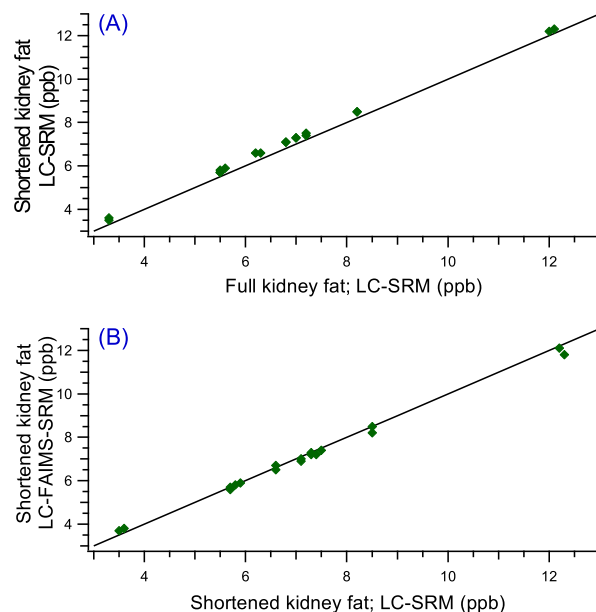 (A)
Shortened kidney fat
LC-SRM (ppb)
12
10
8
6
4
4
6
8
10
12
Full kidney fat; LC-SRM (ppb)
(B)
Shortened kidney fat
LC-FAIMS-SRM (ppb)
12
10
8
6
4
4
6
8
10
12
Shortened kidney fat; LC-SRM (ppb)